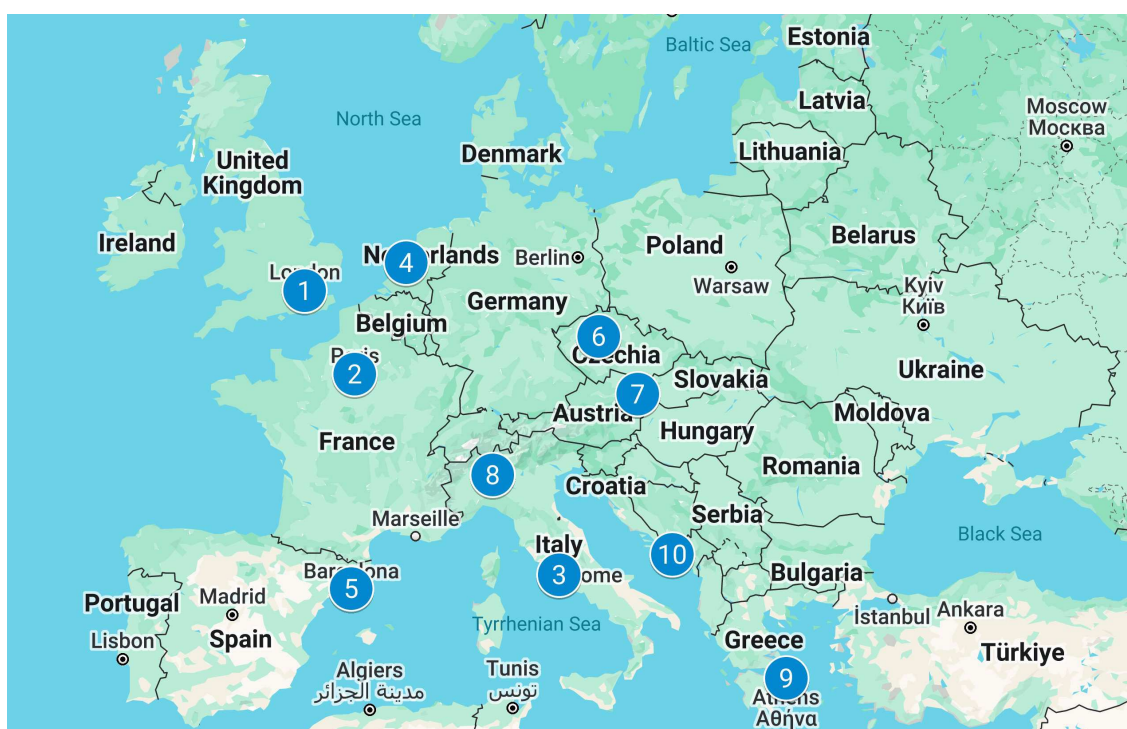 Baltic Sea
Estonia
Latvia
Moscow
Москва
North Sea
Denmark
Lithuania
United
Kingdom
Ireland
Belarus
Poland
Berlin
Warsaw
4
London
1
Germany
Kyiv
Київ
Belgium
6
Czechia
2
Slovakia
Ukraine
7
Austria
Moldova
Hungary
France
Romania
8
Croatia
Serbia
Marseille
Black Sea
10
Italy
3
Bulgaria
5
Portugal
Madrid
İstanbul
Ankara
Tyrrhenian Sea
Lisbon
Spain
Greece
Türkiye
Algiers
مدينة الجزائر
Tunis
تونس
9
Αθήνα